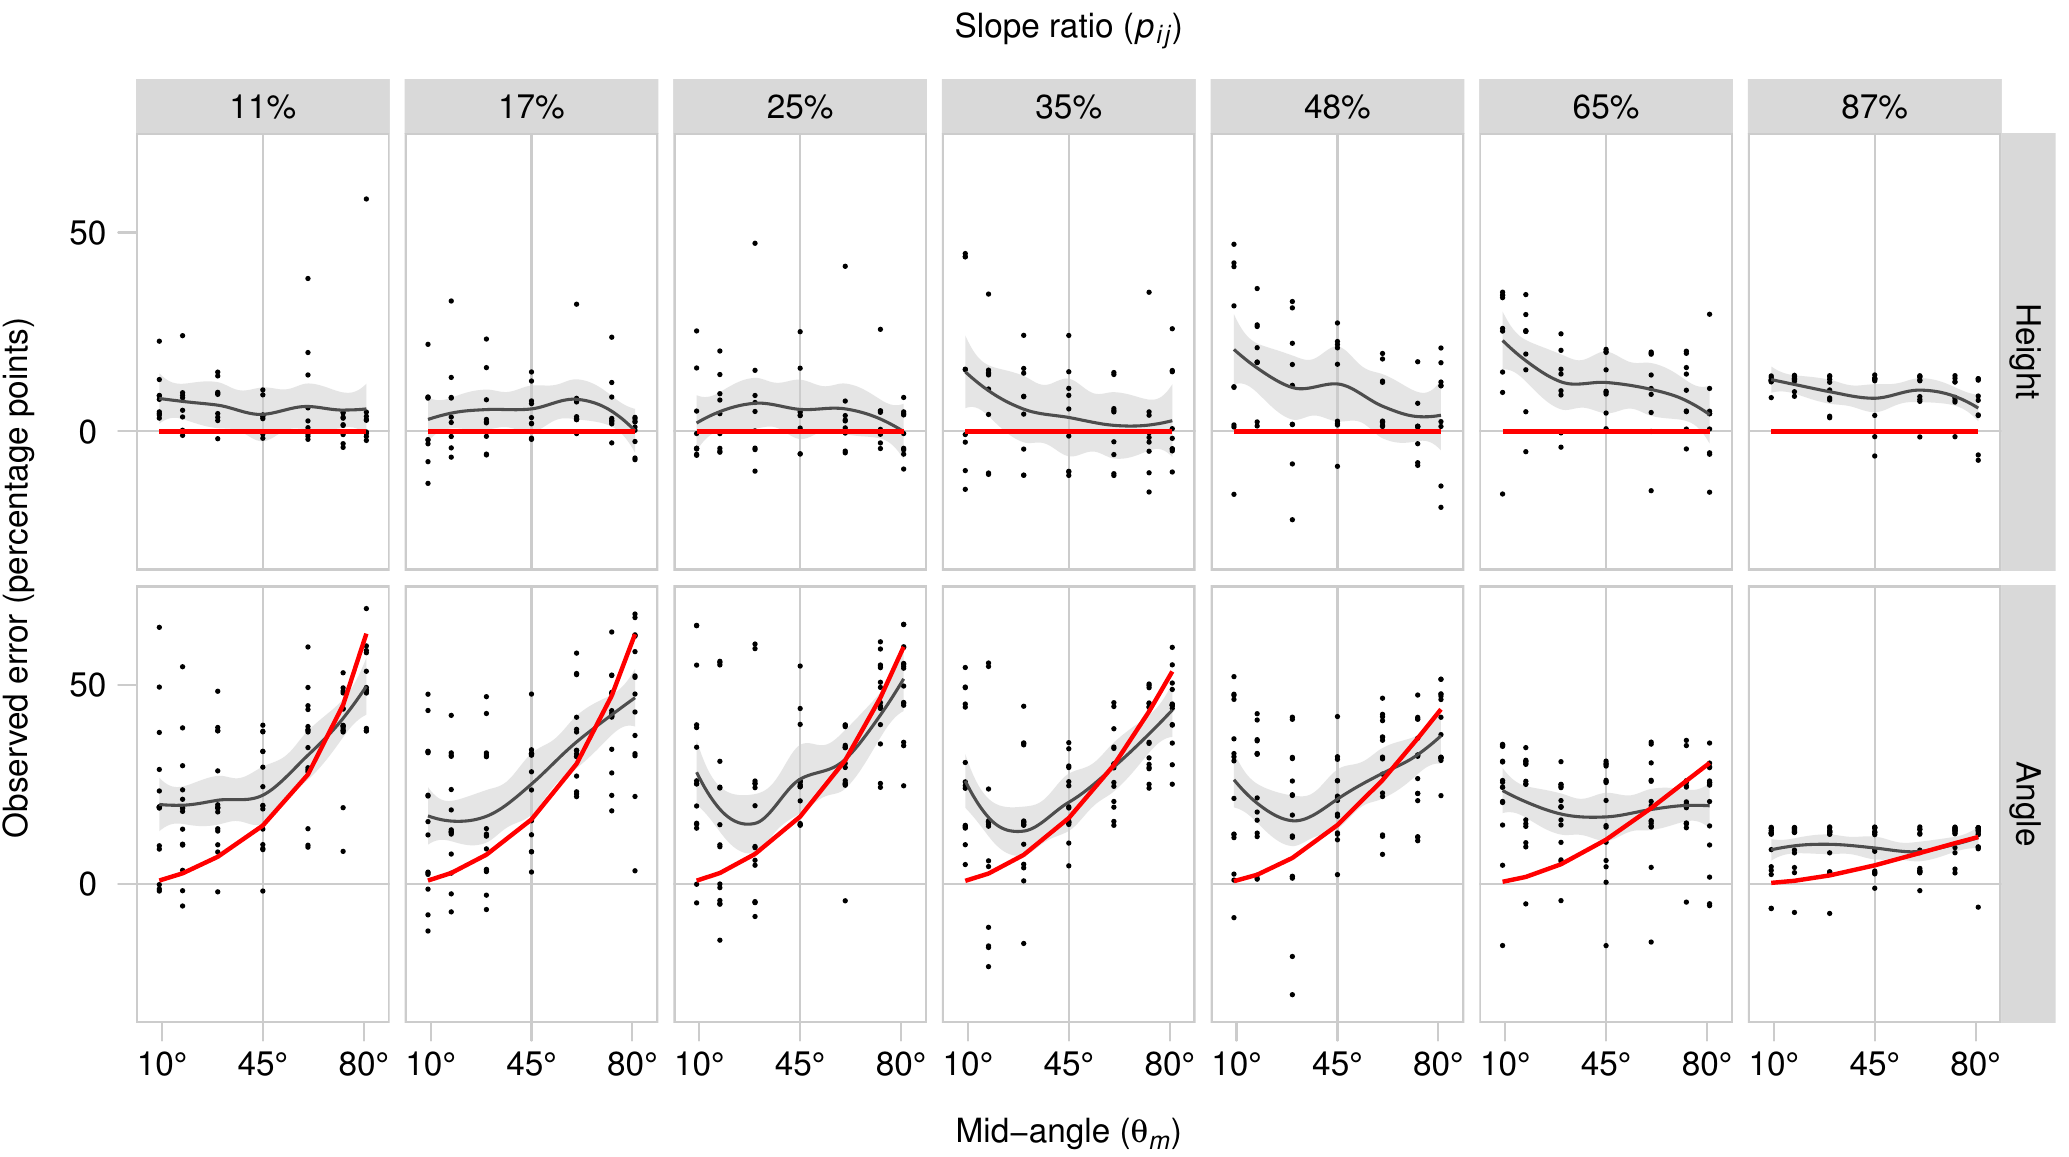 Slope ratio (pij)
11% 17% 25% 35% 48% 65% 87%
50
0
Height
50
0
Angle
Observed error (percentage points)
10° 45° 80° 10° 45° 80° 10° 45° 80° 10° 45° 80° 10° 45° 80° 10° 45° 80° 10° 45° 80°
Mid−angle (θm)